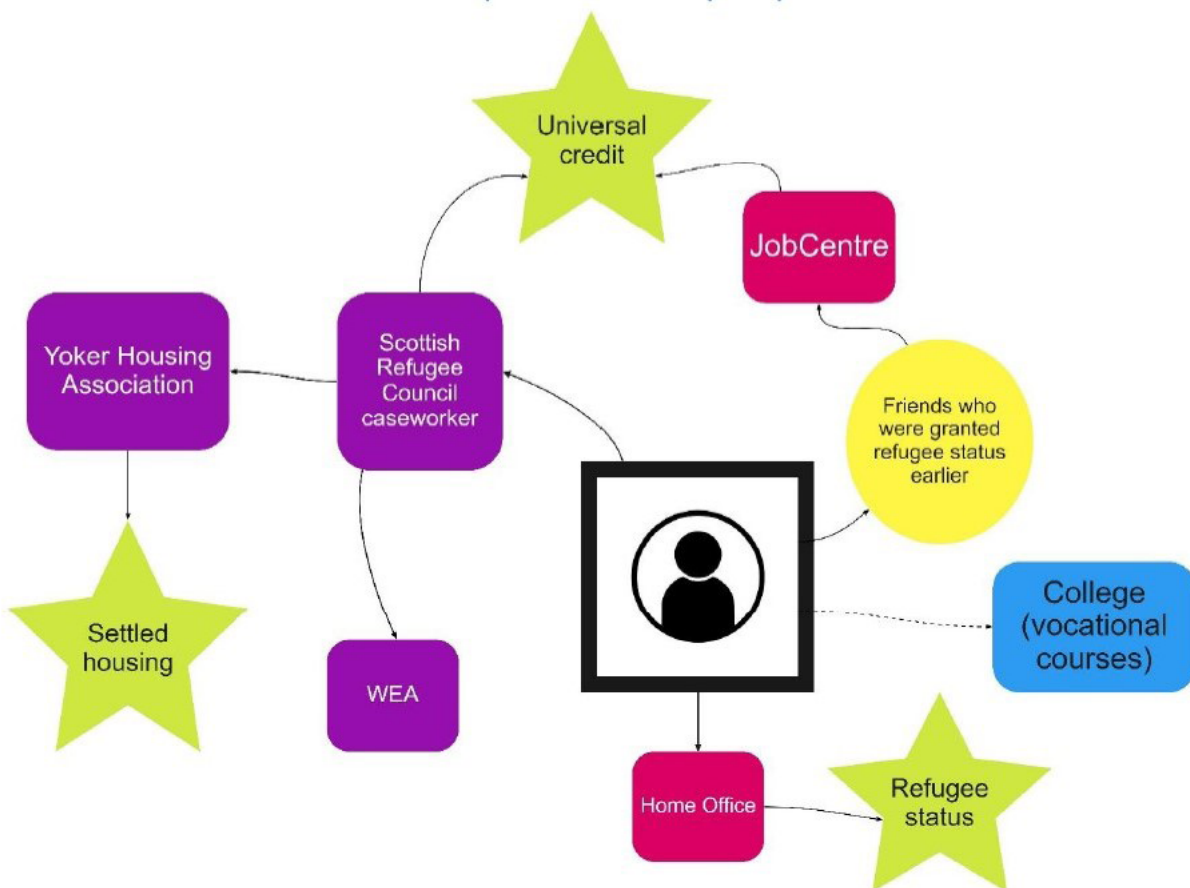 Universal
credit
JobCentre
Yoker Housing
Association
Scottish
Refugee
Council
caseworker
Friends who
were granted
refugee status
earlier
College
(vocational
courses)
Settled
housing
WEA
Home Office
Refugee
status